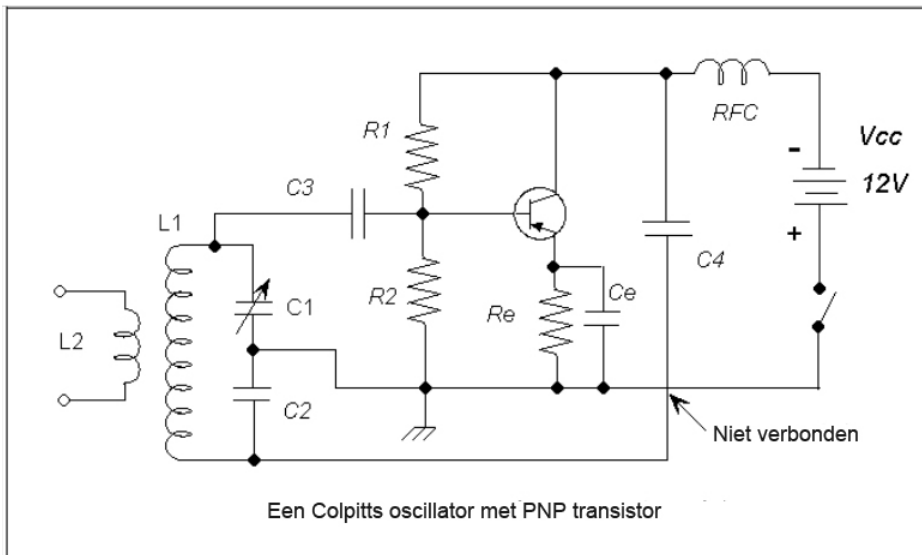 R1
RFC
Vcc
-
12V
+
C3
L1
C4
C1
R2
Re
Ce
L2
C2
Niet verbonden
Een Colpitts oscillator met PNP transistor